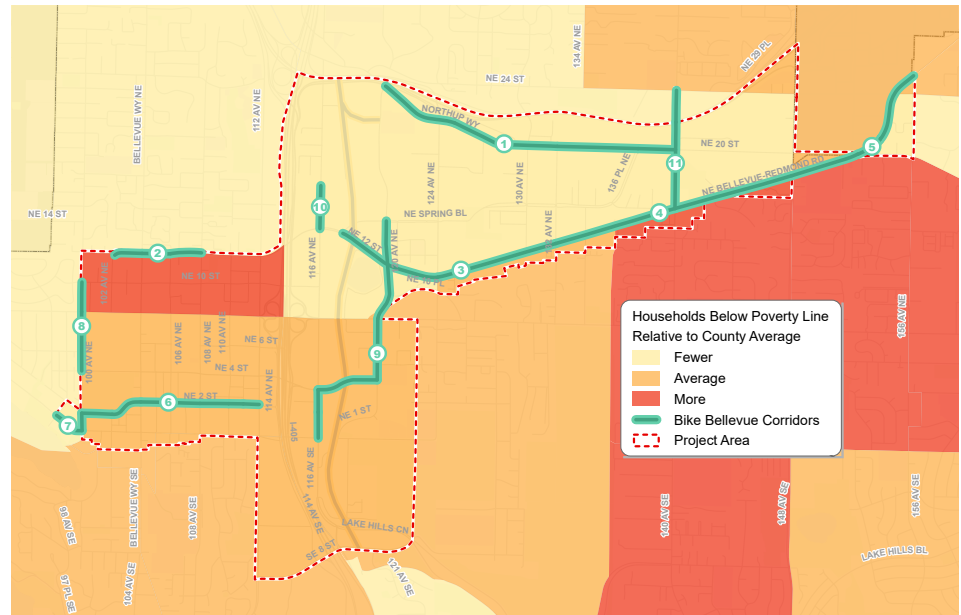 134 AV NE
NE 29 PL
NE 24 ST
BELLEVUE WY NE
112 AV NE
NORTHUP WY
1
NE 20 ST
5
11
136 PL NE
NE BELLEVUE-REDMOND RD
124 AV NE
130 AV NE
10
NE 14 ST
NE SPRING BL
4
NE 12 ST
116 AV NE
2
3
NE 10 ST
102 AV NE
156 AV NE
8
106 AV NE
108 AV NE
110 AV NE
NE 6 ST
9
100 AV NE
NE 4 ST
114 AV NE
NE 2 ST
6
NE 1 ST
7
I-405
116 AV SE
114 AV SE
LAKE HILLS CN
SE 8 ST
121 AV SE
98 AV SE
97 PL SE
BELLEVUE WY SE
104 AV SE
108 AV SE
140 AV SE
148 AV SE
156 AV SE
LAKE HILLS BL
Households Below Poverty Line
Relative to County Average
Fewer
Average
More
Bike Bellevue Corridors
Project Area